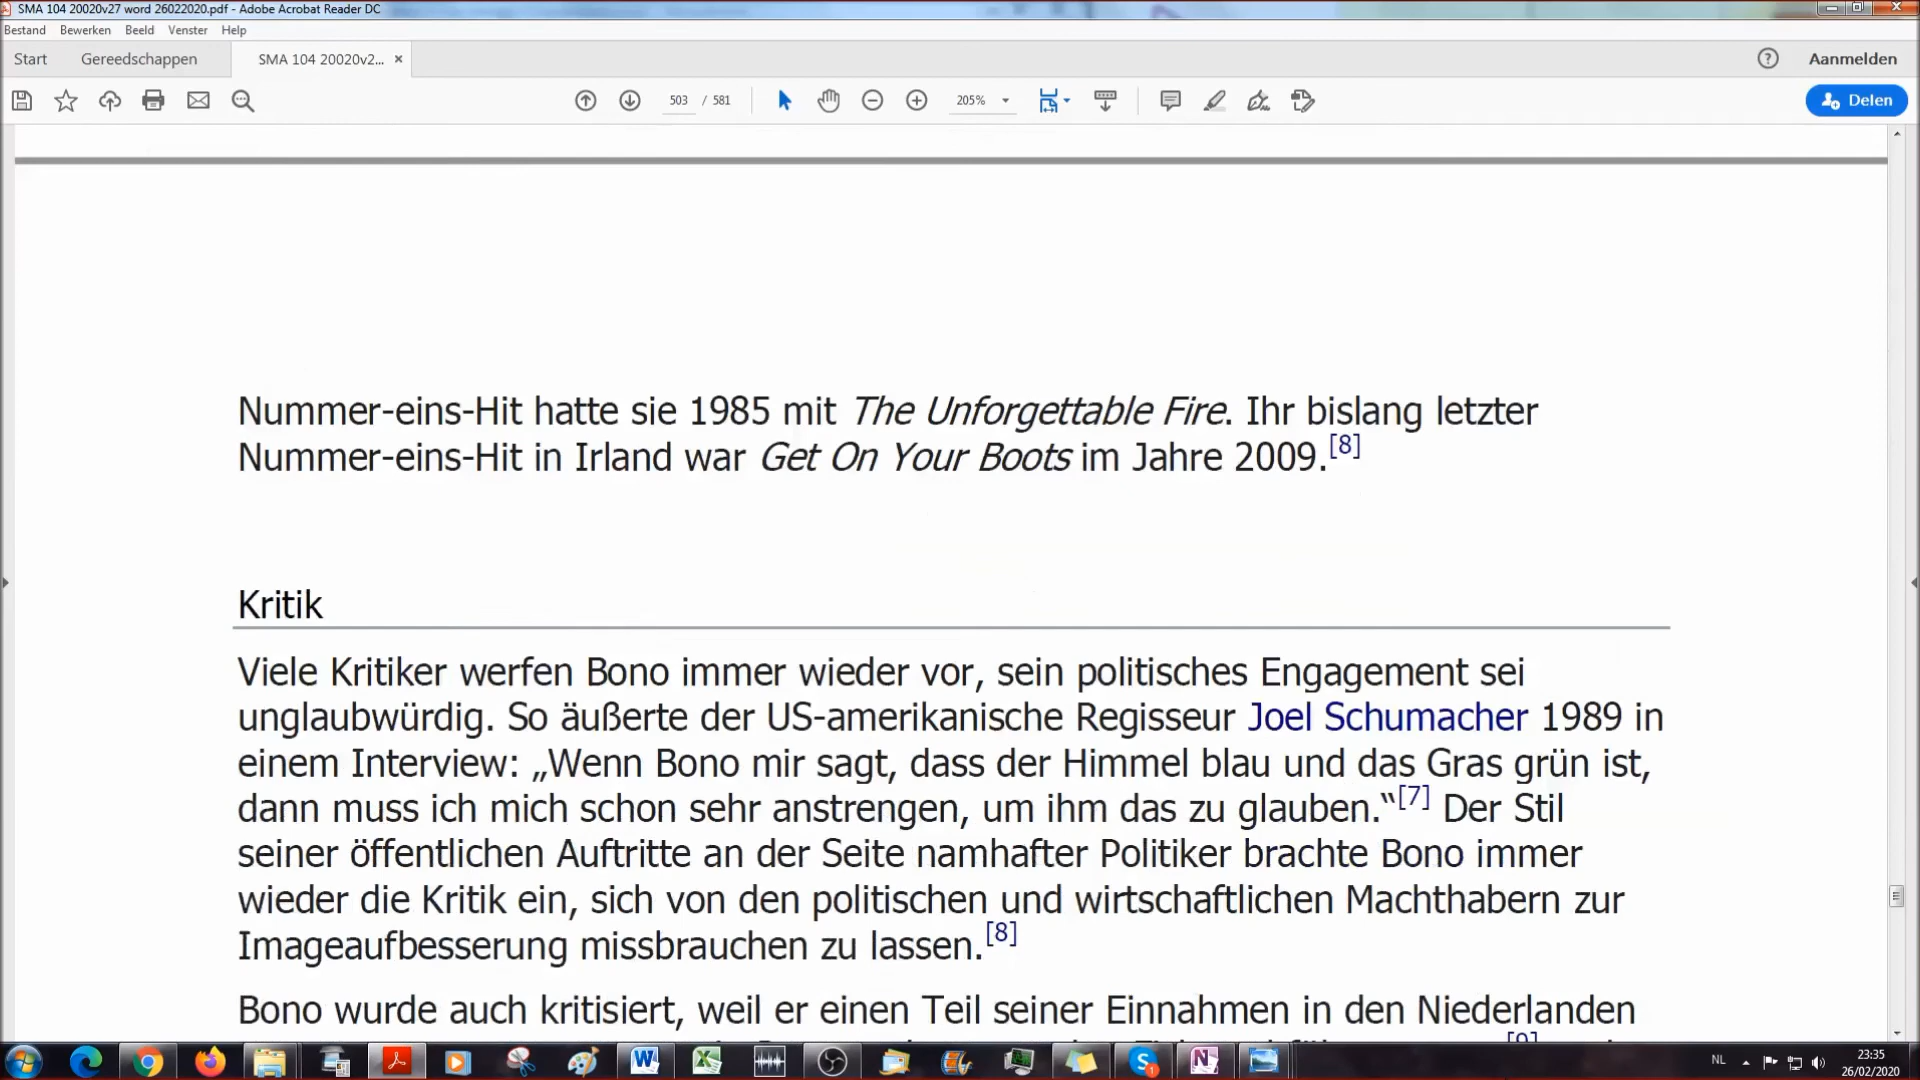 SMA 104 20020v27 word 26022020.pdf - Adobe Acrobat Reader DC
Bestand Bewerken Beeld Venster Help
Start Gereedschappen SMA 104 20020v2... × Aanmelden
503 / 581 205% Delen
Nummer-eins-Hit hatte sie 1985 mit The Unforgettable Fire. Ihr bislang letzter
Nummer-eins-Hit in Irland war Get On Your Boots im Jahre 2009.[8]
Kritik
Viele Kritiker werfen Bono immer wieder vor, sein politisches Engagement sei
unglaubwürdig. So äußerte der US-amerikanische Regisseur Joel Schumacher 1989 in
einem Interview: „Wenn Bono mir sagt, dass der Himmel blau und das Gras grün ist,
dann muss ich mich schon sehr anstrengen, um ihm das zu glauben.“[7] Der Stil
seiner öffentlichen Auftritte an der Seite namhafter Politiker brachte Bono immer
wieder die Kritik ein, sich von den politischen und wirtschaftlichen Machthabern zur
Imageaufbesserung missbrauchen zu lassen.[8]
Bono wurde auch kritisiert, weil er einen Teil seiner Einnahmen in den Niederlanden
NL 23:35
26/02/2020